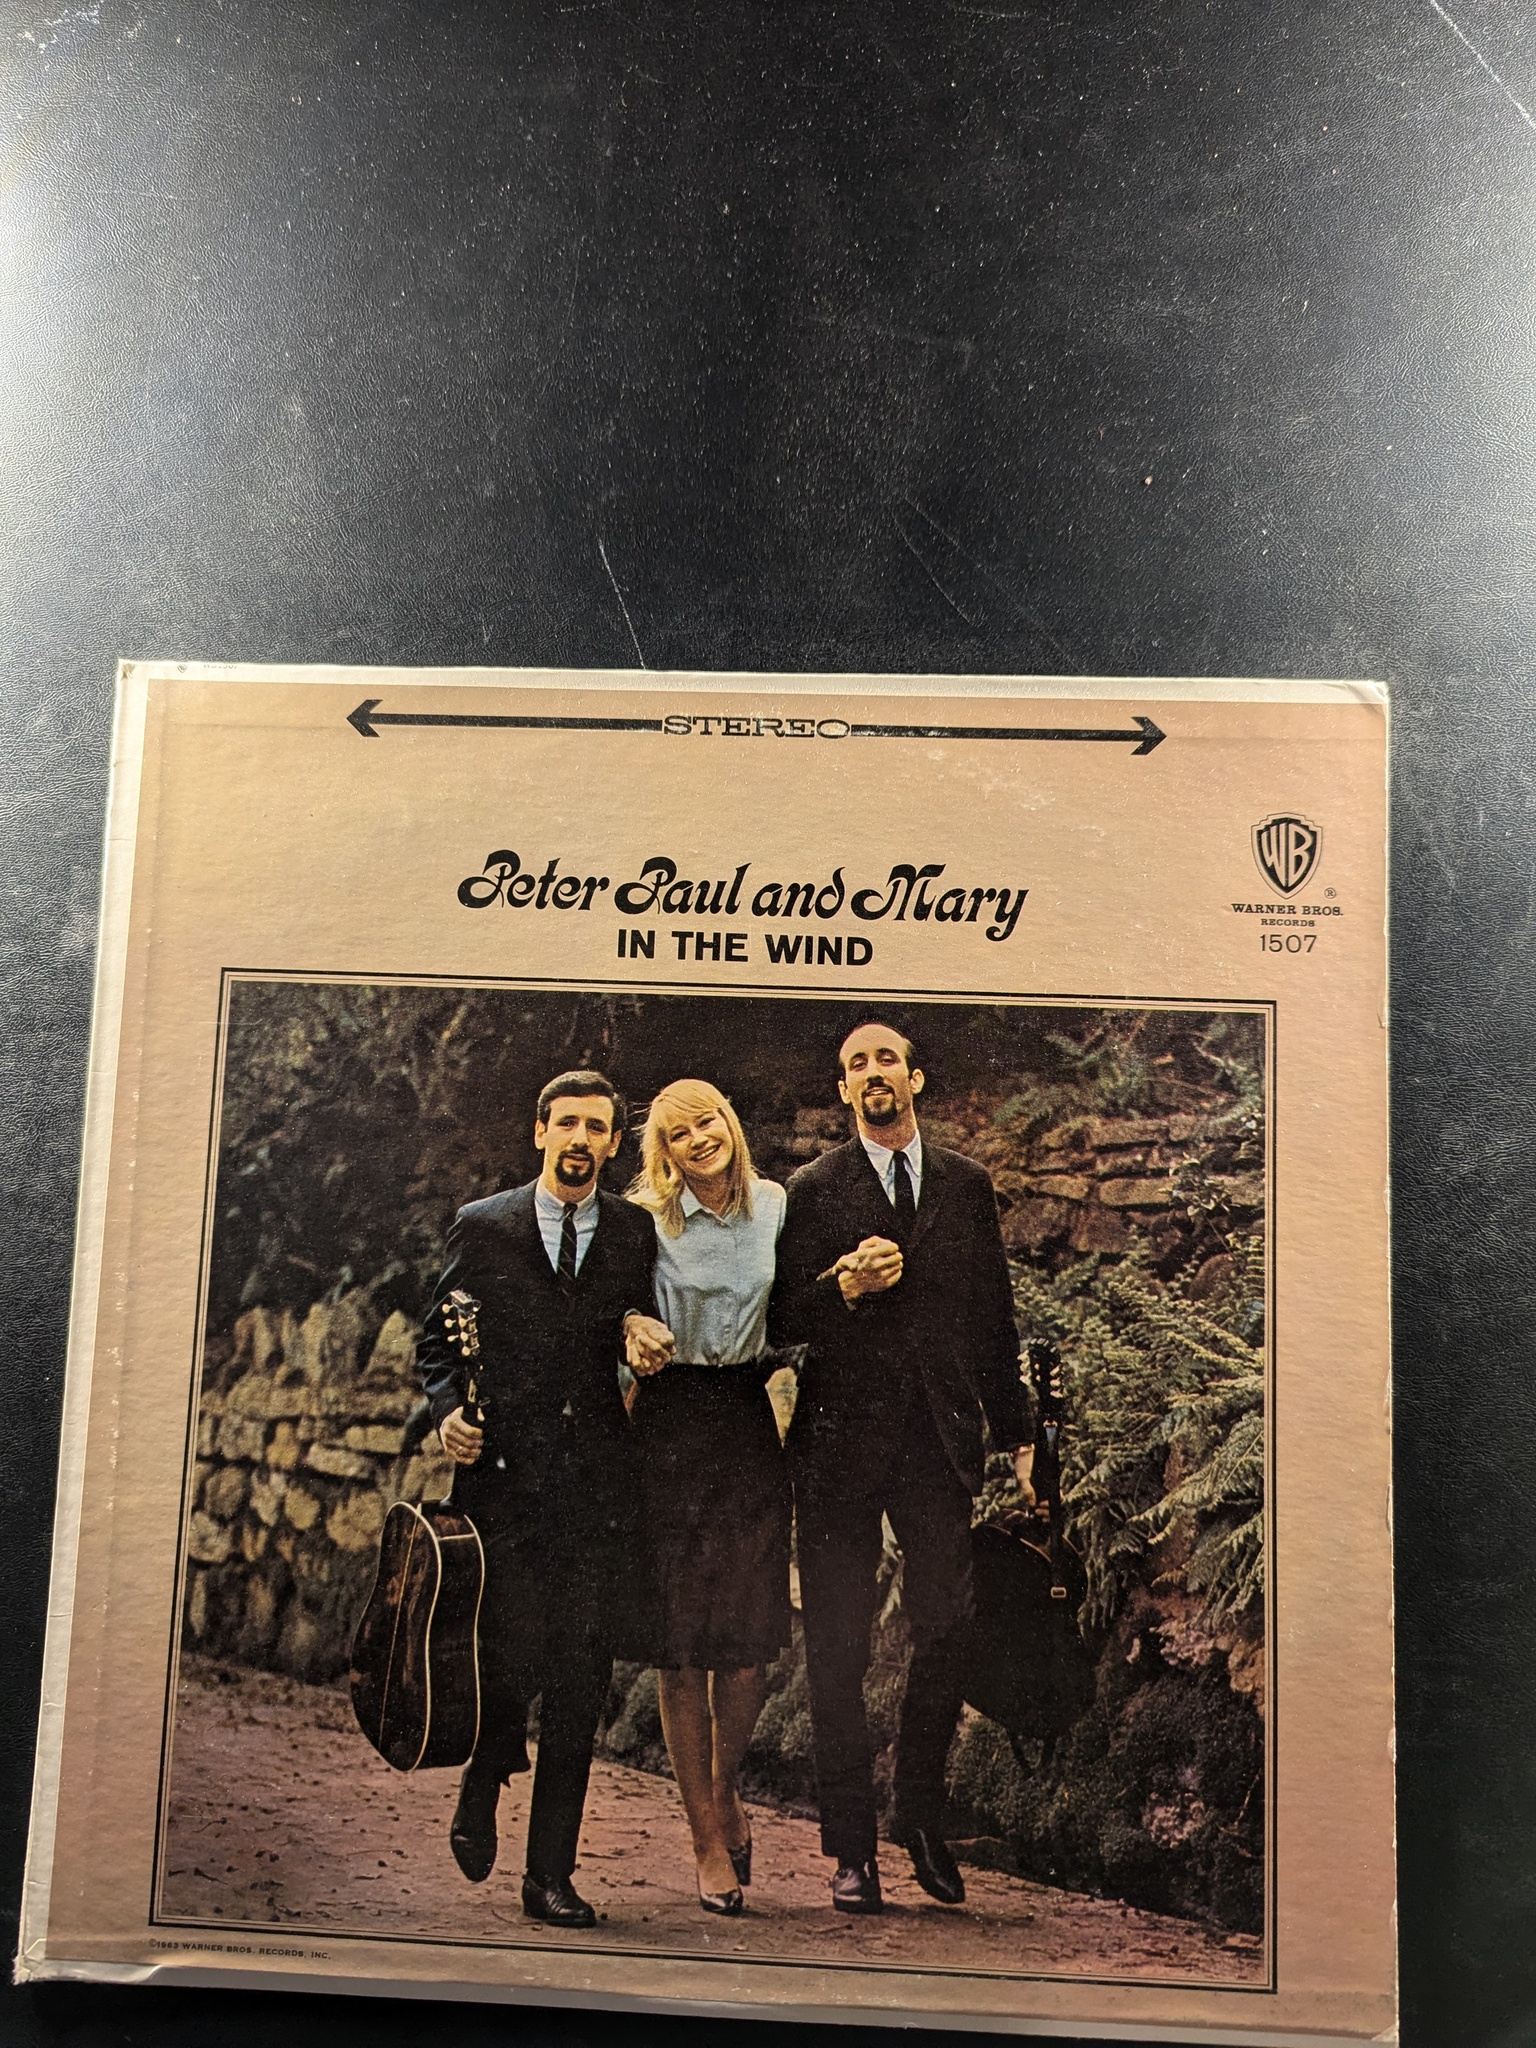 STEREO
Peter Paul and Mary
IN THE WIND
WB
®
WARNER BROS.
RECORDS
1507
©1963 WARNER BROS. RECORDS, INC.